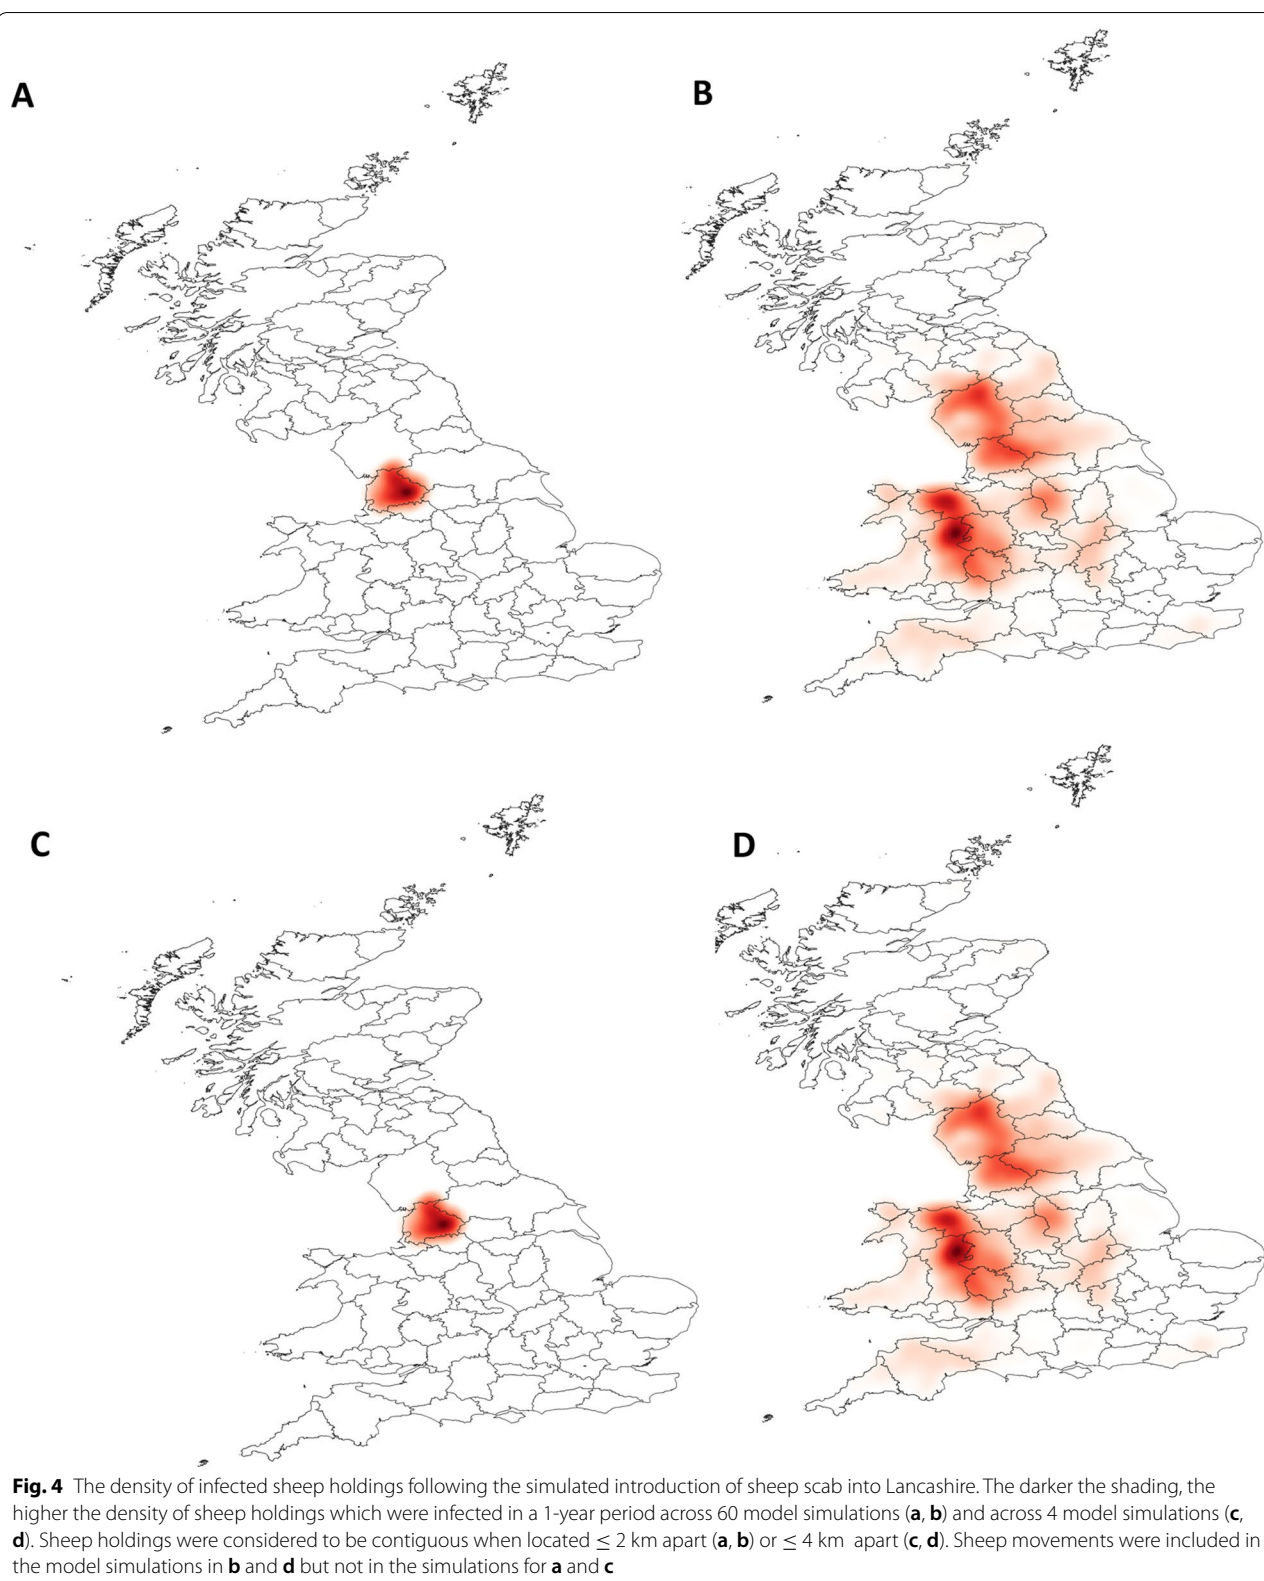 A
B
C
D
Fig. 4 The density of infected sheep holdings following the simulated introduction of sheep scab into Lancashire. The darker the shading, the
higher the density of sheep holdings which were infected in a 1-year period across 60 model simulations (a, b) and across 4 model simulations (c,
d). Sheep holdings were considered to be contiguous when located ≤ 2 km apart (a, b) or ≤ 4 km apart (c, d). Sheep movements were included in
the model simulations in b and d but not in the simulations for a and c